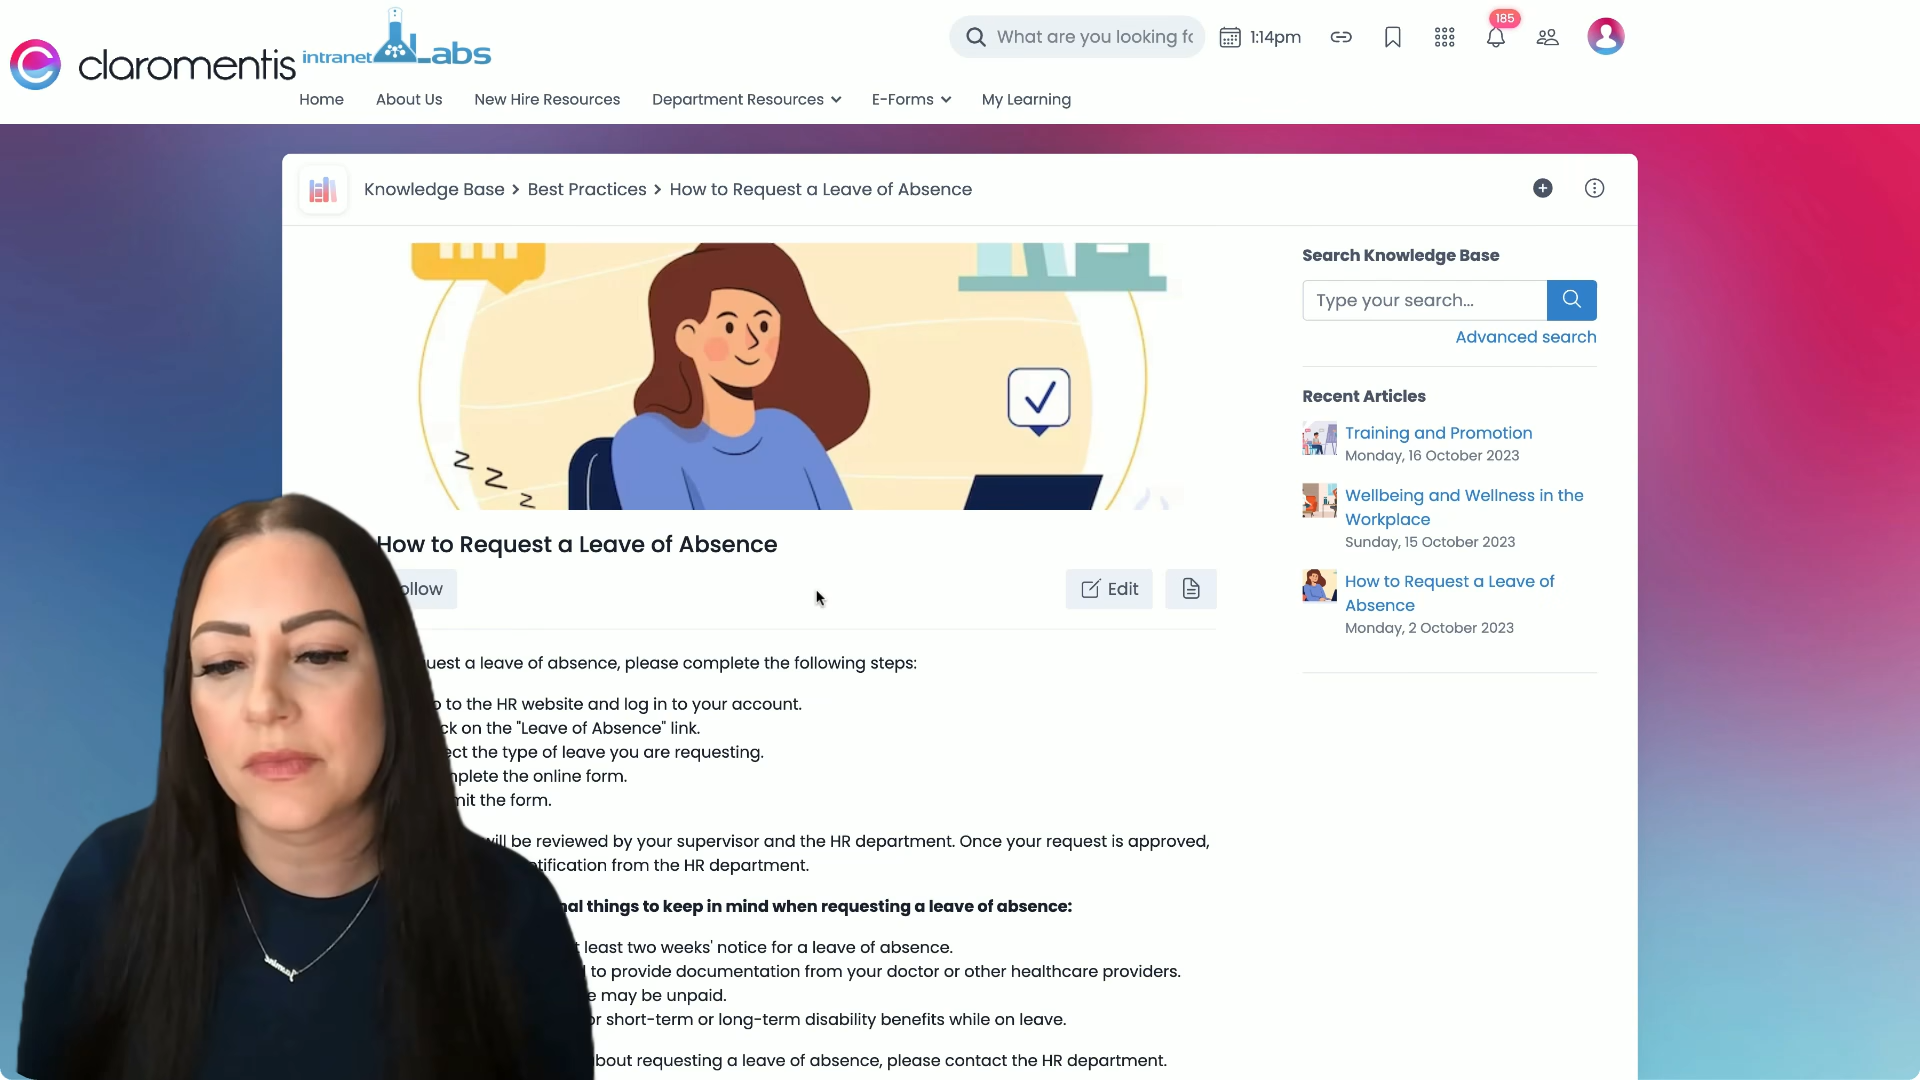 claromentis
intranet Labs
What are you looking fo
1:14pm
185
Home
About Us
New Hire Resources
Department Resources
E-Forms
My Learning
Knowledge Base > Best Practices > How to Request a Leave of Absence
z z z
How to Request a Leave of Absence
ollow
Edit
uest a leave of absence, please complete the following steps:
o to the HR website and log in to your account.
ck on the "Leave of Absence" link.
ect the type of leave you are requesting.
mplete the online form.
mit the form.
will be reviewed by your supervisor and the HR department. Once your request is approved,
otification from the HR department.
nal things to keep in mind when requesting a leave of absence:
t least two weeks' notice for a leave of absence.
to provide documentation from your doctor or other healthcare providers.
e may be unpaid.
or short-term or long-term disability benefits while on leave.
bout requesting a leave of absence, please contact the HR department.
Search Knowledge Base
Type your search...
Advanced search
Recent Articles
Training and Promotion
Monday, 16 October 2023
Wellbeing and Wellness in the
Workplace
Sunday, 15 October 2023
How to Request a Leave of
Absence
Monday, 2 October 2023